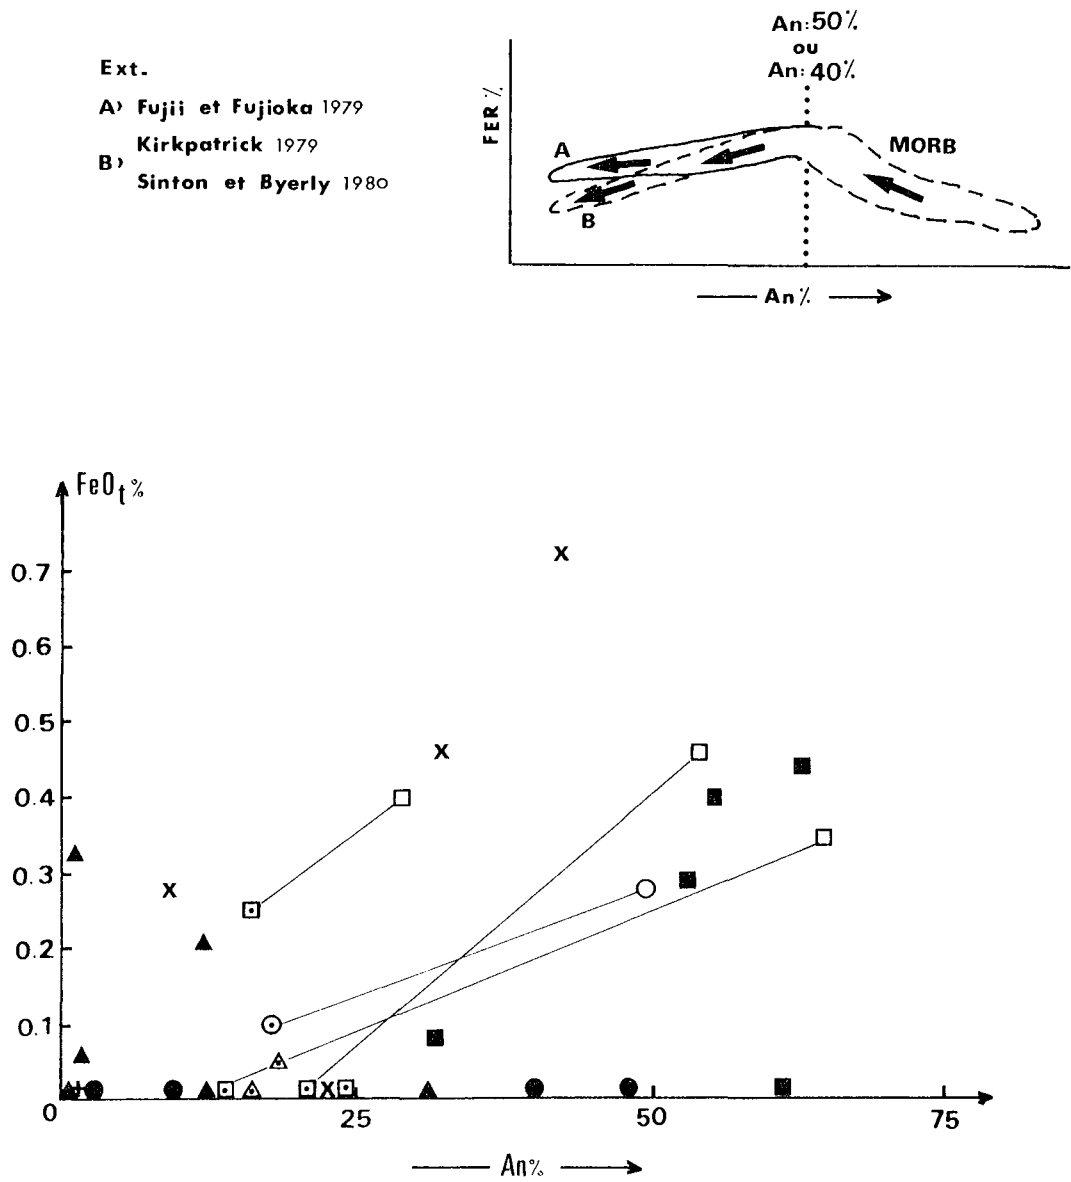 An:50%
ou
An:40%
Ext.
A) Fujii et Fujioka 1979
Kirkpatrick 1979
B)
Sinton et Byerly 1980
FER %
A
B
MORB
An%
FeOt%
0.7
0.6
0.5
0.4
0.3
0.2
0.1
0
25
50
75
An%